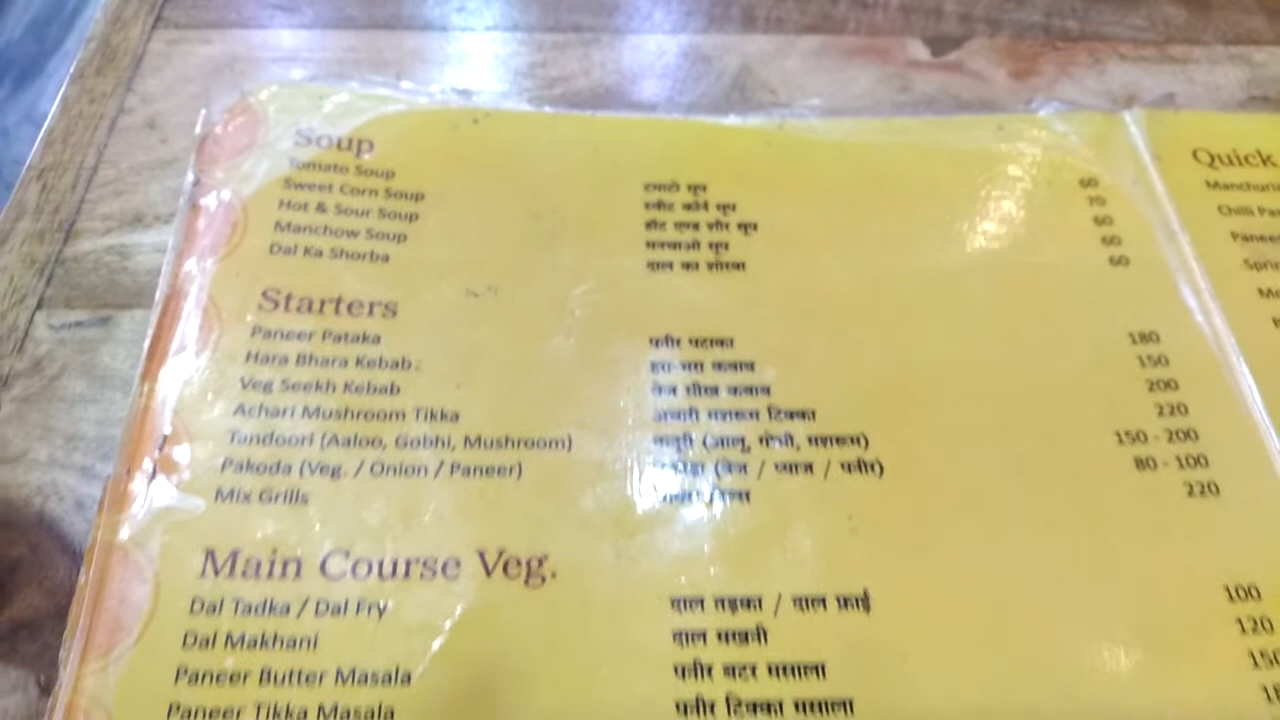 Soup
Tomato Soup टमाटो सूप 60
Sweet Corn Soup स्वीट कोर्न सूप 70
Hot & Sour Soup हॉट एण्ड सौर सूप 60
Manchow Soup मनचाओ सूप 60
Dal Ka Shorba दाल का शोरबा 60
Starters
Paneer Pataka पनीर पटाका 180
Hara Bhara Kebab हरा-भरा कबाब 150
Veg Seekh Kebab वेज सीख कबाब 200
Achari Mushroom Tikka अचारी मशरूम टिक्का 220
Tandoori (Aaloo, Gobhi, Mushroom) (आलू, गोभी, मशरूम) 150 - 200
Pakoda (Veg. / Onion / Paneer) (वेज / प्याज / पनीर) 80 - 100
Mix Grills 220
Main Course Veg.
Dal Tadka / Dal Fry दाल तड़का / दाल फ्राई 100
Dal Makhani दाल मखनी 120
Paneer Butter Masala पनीर बटर मसाला
Paneer Tikka Masala पनीर टिक्का मसाला
Quick
Chilli